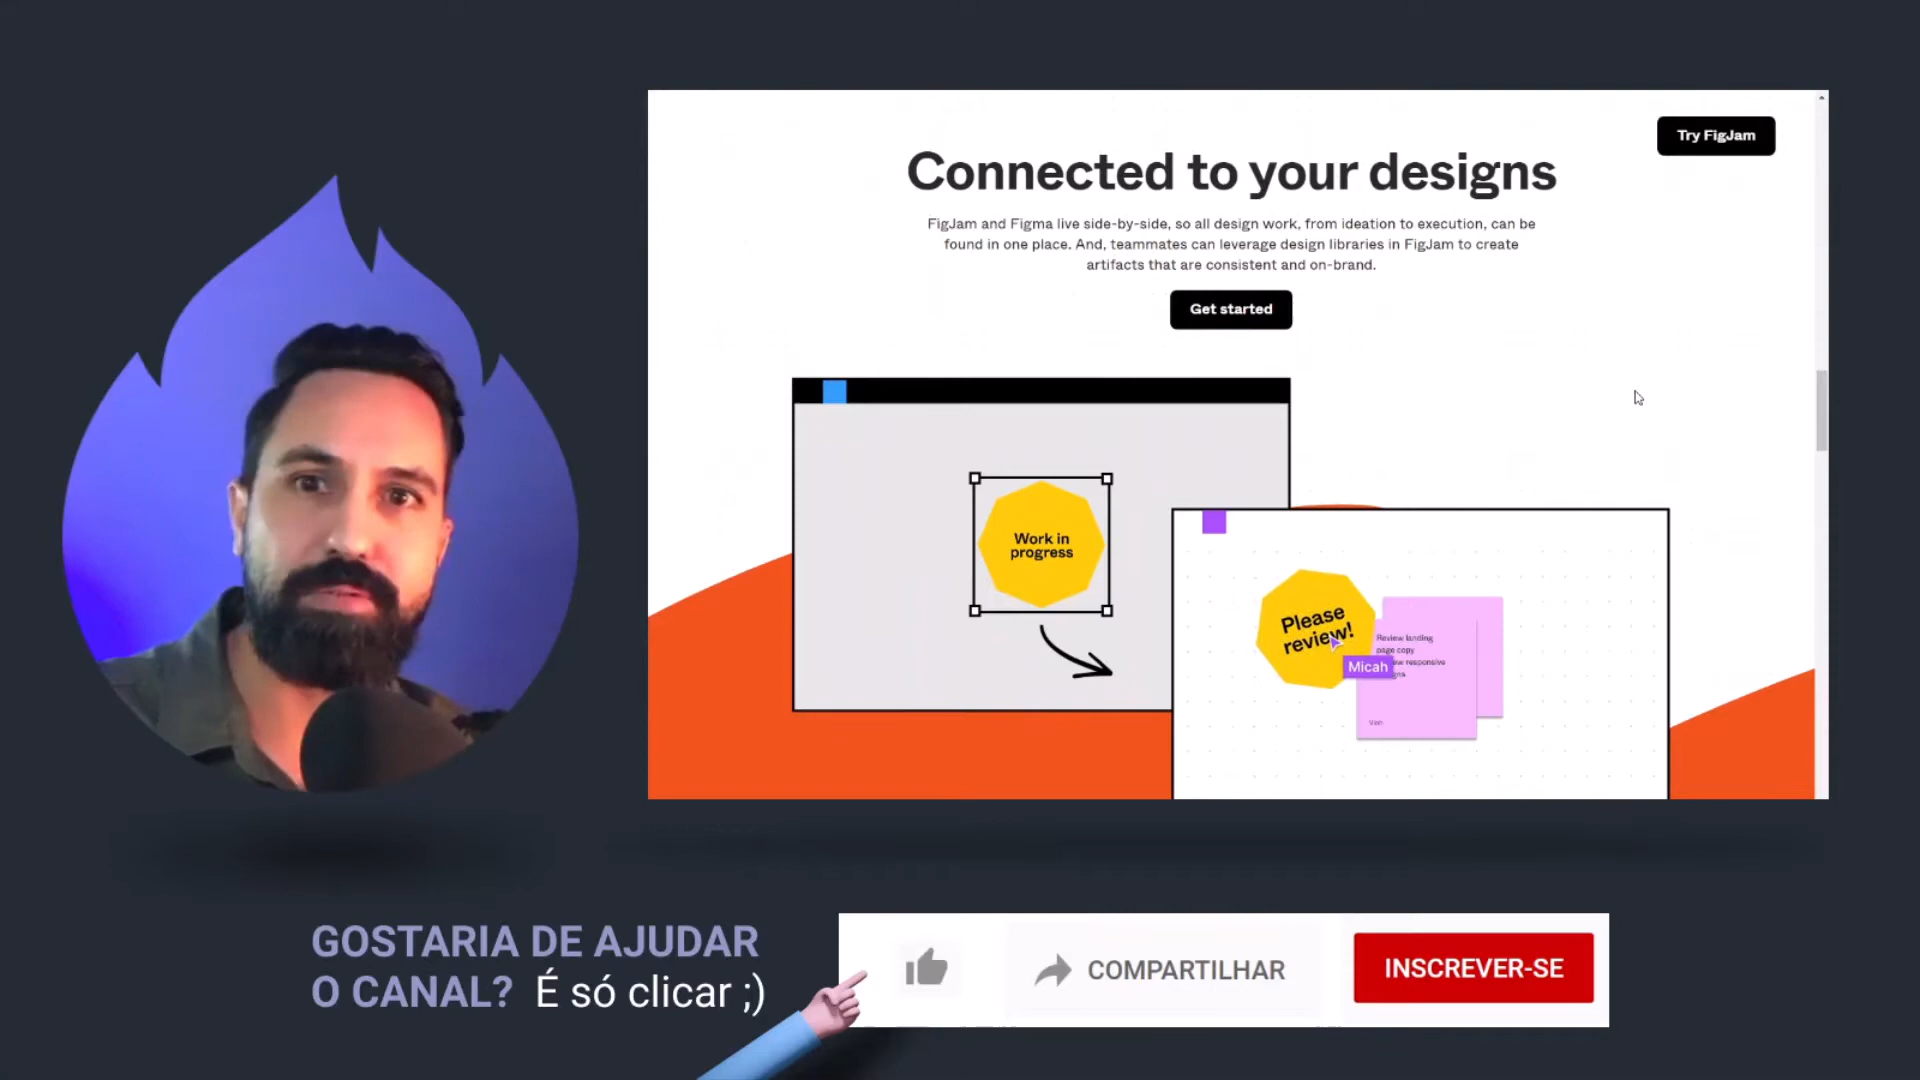 Try FigJam
Connected to your designs
FigJam and Figma live side-by-side, so all design work, from ideation to execution, can be
found in one place. And, teammates can leverage design libraries in FigJam to create
artifacts that are consistent and on-brand.
Get started
Work in
progress
Please
review!
Review landing
page copy
responsive
Micah
GOSTARIA DE AJUDAR
O CANAL? É só clicar ;)
COMPARTILHAR
INSCREVER-SE